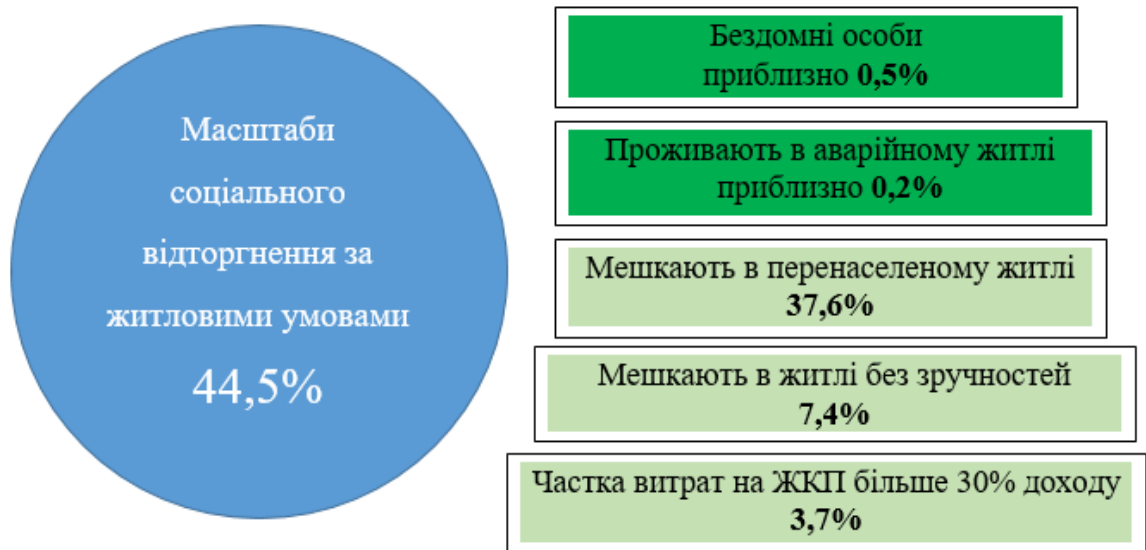 Масштаби
соціального
відторгнення за
житловими умовами
44,5%
Бездомні особи
приблизно 0,5%
Проживають в аварійному житлі
приблизно 0,2%
Мешкають в перенаселеному житлі
37,6%
Мешкають в житлі без зручностей
7,4%
Частка витрат на ЖКП більше 30% доходу
3,7%